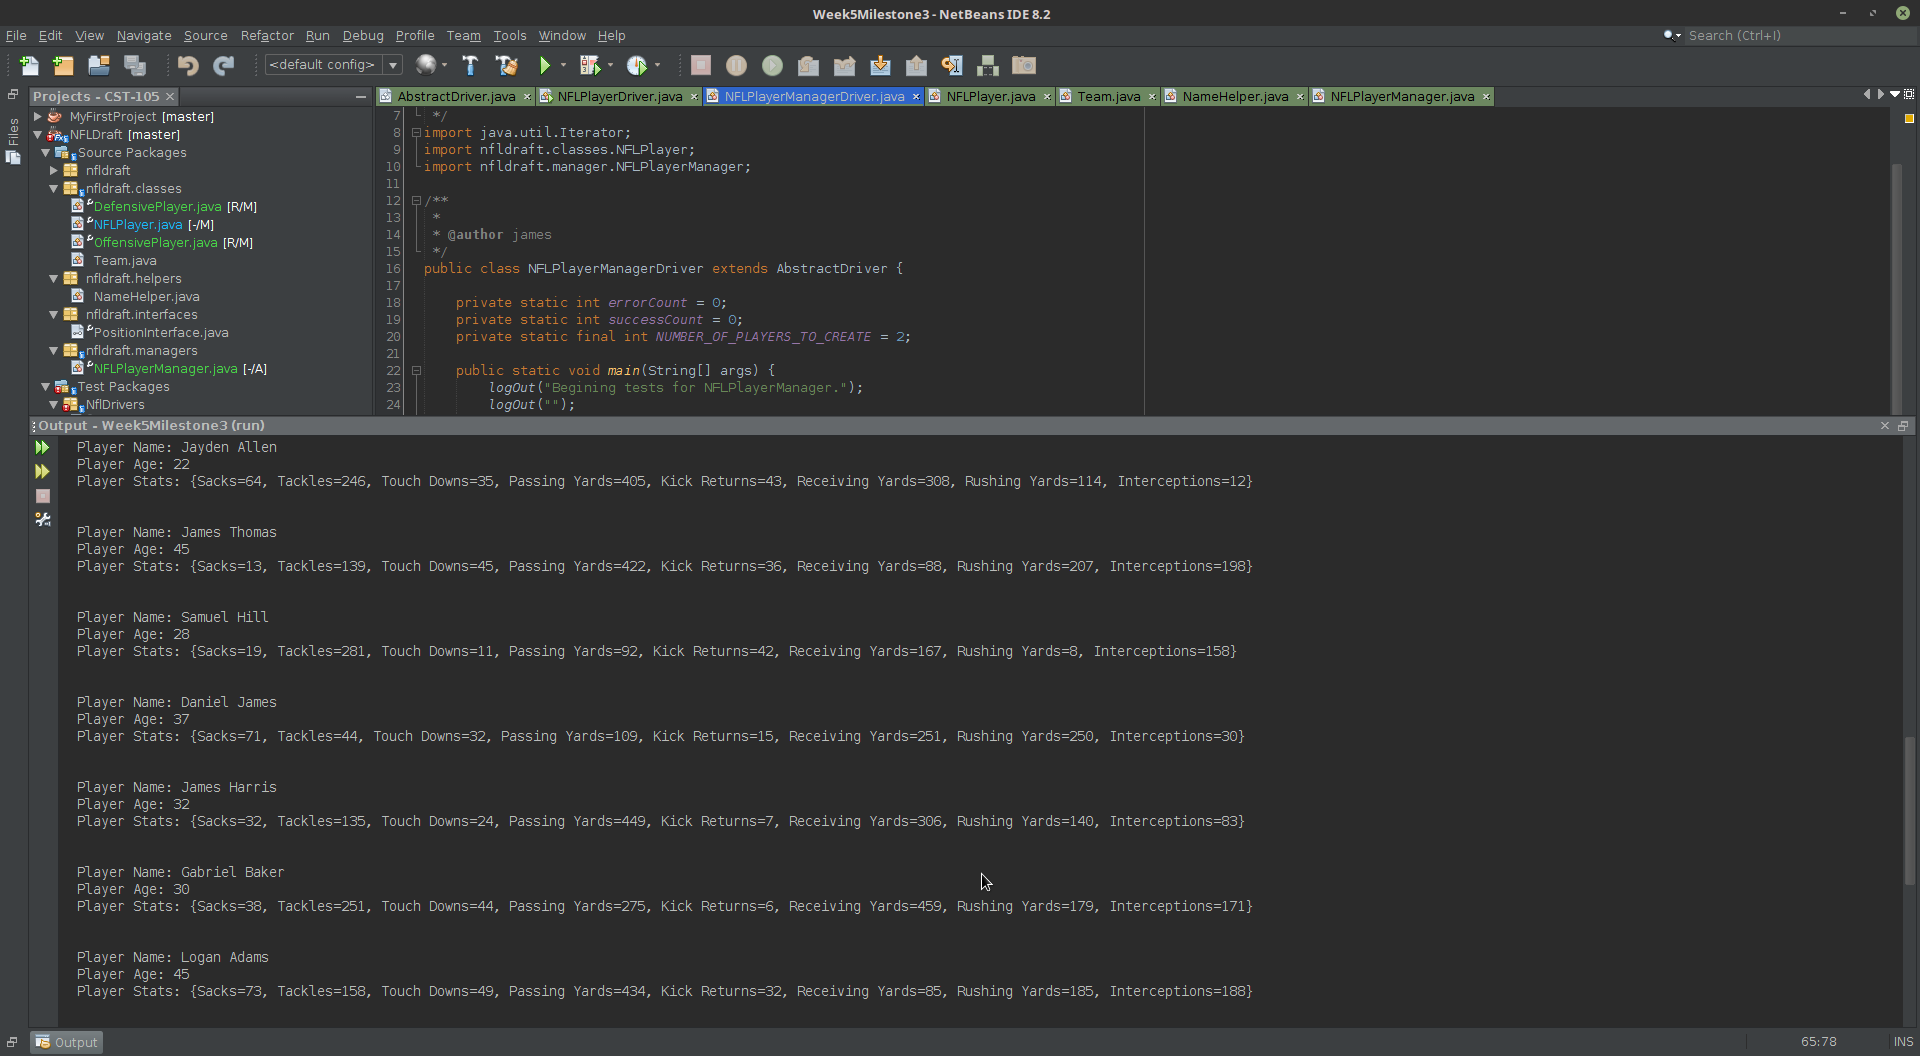 Week5Milestone3 - NetBeans IDE 8.2
File Edit View Navigate Source Refactor Run Debug Profile Team Tools Window Help
Search (Ctrl+I)
<default config>
Files
Projects - CST-105
MyFirstProject [master]
NFLDraft [master]
Source Packages
nfldraft
nfldraft.classes
DefensivePlayer.java [R/M]
NFLPlayer.java [-/M]
OffensivePlayer.java [R/M]
Team.java
nfldraft.helpers
NameHelper.java
nfldraft.interfaces
PositionInterface.java
nfldraft.managers
NFLPlayerManager.java [-/A]
Test Packages
NflDrivers
AbstractDriver.java NFLPlayerDriver.java NFLPlayerManagerDriver.java NFLPlayer.java Team.java NameHelper.java NFLPlayerManager.java
7 */
8 import java.util.Iterator;
9 import nfldraft.classes.NFLPlayer;
10 import nfldraft.manager.NFLPlayerManager;
11
12 /**
13 *
14 * @author james
15 */
16 public class NFLPlayerManagerDriver extends AbstractDriver {
17
18 private static int errorCount = 0;
19 private static int successCount = 0;
20 private static final int NUMBER_OF_PLAYERS_TO_CREATE = 2;
21
22 public static void main(String[] args) {
23 logOut("Begining tests for NFLPlayerManager.");
24 logOut("");
Output - Week5Milestone3 (run)
Player Name: Jayden Allen
Player Age: 22
Player Stats: {Sacks=64, Tackles=246, Touch Downs=35, Passing Yards=405, Kick Returns=43, Receiving Yards=308, Rushing Yards=114, Interceptions=12}
Player Name: James Thomas
Player Age: 45
Player Stats: {Sacks=13, Tackles=139, Touch Downs=45, Passing Yards=422, Kick Returns=36, Receiving Yards=88, Rushing Yards=207, Interceptions=198}
Player Name: Samuel Hill
Player Age: 28
Player Stats: {Sacks=19, Tackles=281, Touch Downs=11, Passing Yards=92, Kick Returns=42, Receiving Yards=167, Rushing Yards=8, Interceptions=158}
Player Name: Daniel James
Player Age: 37
Player Stats: {Sacks=71, Tackles=44, Touch Downs=32, Passing Yards=109, Kick Returns=15, Receiving Yards=251, Rushing Yards=250, Interceptions=30}
Player Name: James Harris
Player Age: 32
Player Stats: {Sacks=32, Tackles=135, Touch Downs=24, Passing Yards=449, Kick Returns=7, Receiving Yards=306, Rushing Yards=140, Interceptions=83}
Player Name: Gabriel Baker
Player Age: 30
Player Stats: {Sacks=38, Tackles=251, Touch Downs=44, Passing Yards=275, Kick Returns=6, Receiving Yards=459, Rushing Yards=179, Interceptions=171}
Player Name: Logan Adams
Player Age: 45
Player Stats: {Sacks=73, Tackles=158, Touch Downs=49, Passing Yards=434, Kick Returns=32, Receiving Yards=85, Rushing Yards=185, Interceptions=188}
Output
65:78 INS